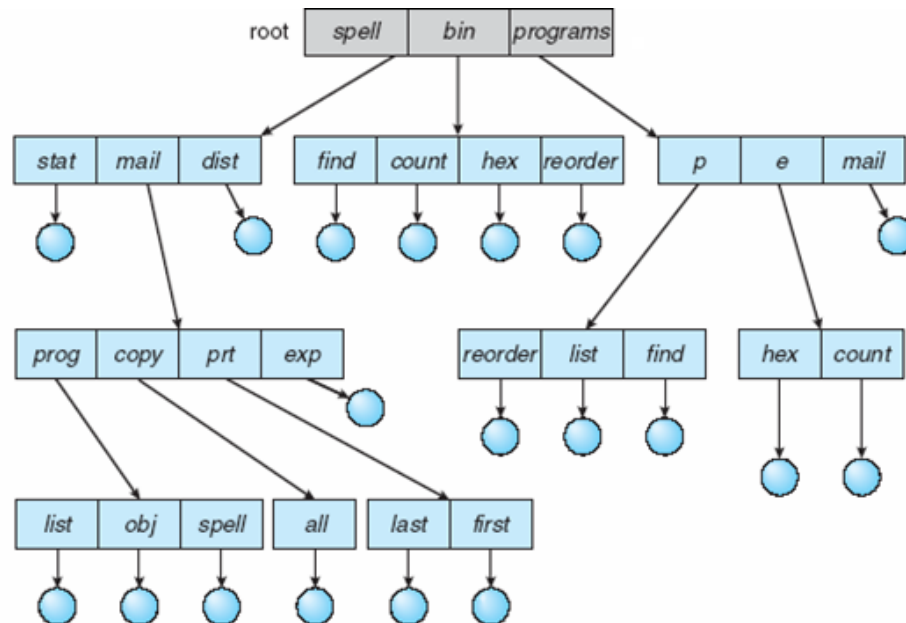 root spell bin programs
stat mail dist find count hex reorder p e mail
prog copy prt exp reorder list find hex count
list obj spell all last first